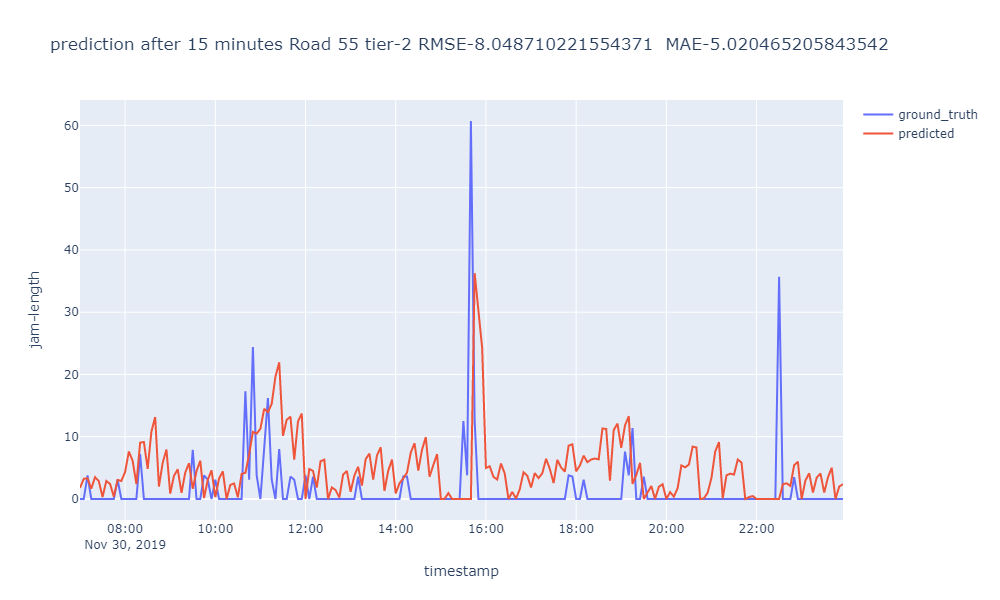 prediction after 15 minutes Road 55 tier-2 RMSE-8.048710221554371  MAE-5.020465205843542
ground_truth
predicted
60
50
40
30
20
10
0
jam-length
08:00 10:00 12:00 14:00 16:00 18:00 20:00 22:00
Nov 30, 2019
timestamp